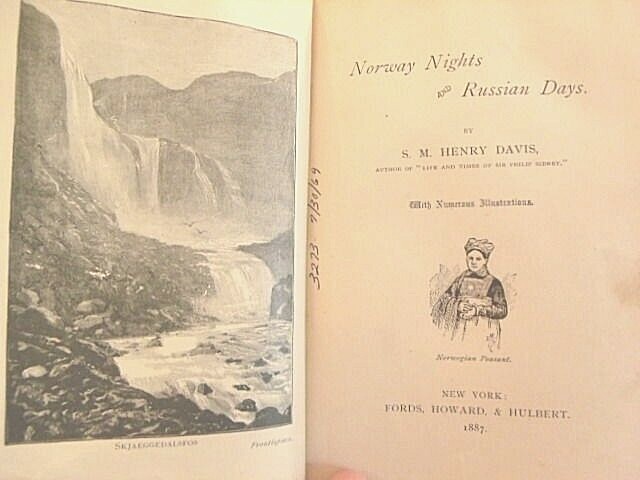 SKJAEGGEDALSFOS Frontispiece.
3273 7/30/69
Norway Nights
AND Russian Days.
BY
S. M. HENRY DAVIS,
AUTHOR OF "LIFE AND TIMES OF SIR PHILIP SIDNEY."
With Numerous Illustrations.
Norwegian Peasant.
NEW YORK:
FORDS, HOWARD, & HULBERT.
1887.